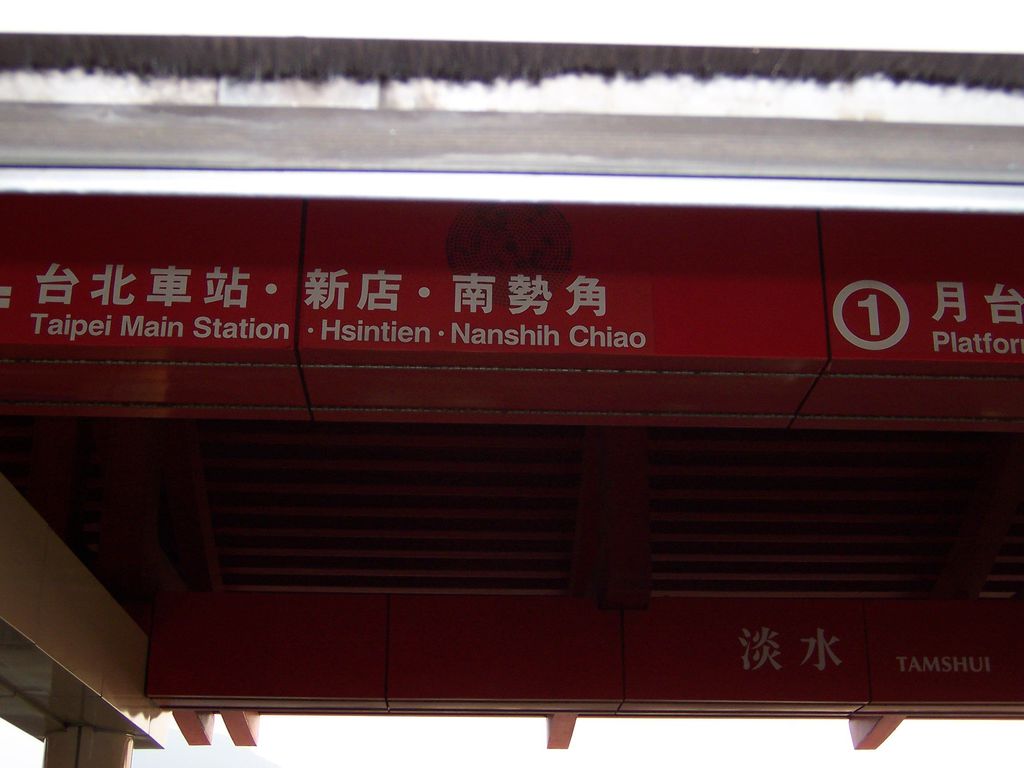 台北車站・新店・南勢角
Taipei Main Station · Hsintien · Nanshih Chiao
1 月台
淡水 TAMSHUI